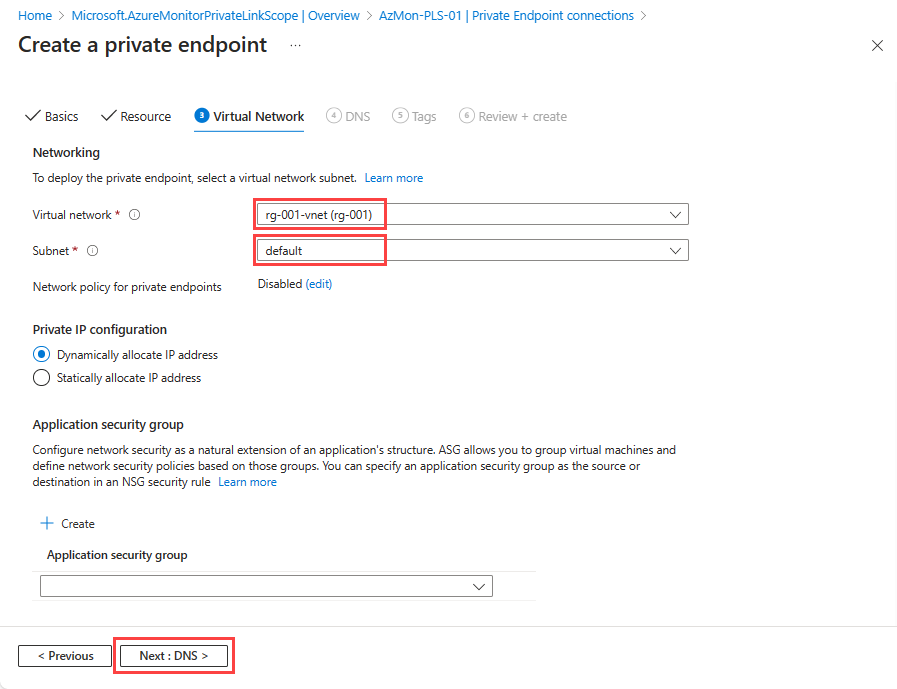 Home > Microsoft.AzureMonitorPrivateLinkScope | Overview > AzMon-PLS-01 | Private Endpoint connections >
Create a private endpoint ...
Basics Resource 3 Virtual Network 4 DNS 5 Tags 6 Review + create
Networking
To deploy the private endpoint, select a virtual network subnet. Learn more
Virtual network * rg-001-vnet (rg-001)
Subnet * default
Network policy for private endpoints Disabled (edit)
Private IP configuration
Dynamically allocate IP address
Statically allocate IP address
Application security group
Configure network security as a natural extension of an application's structure. ASG allows you to group virtual machines and
define network security policies based on those groups. You can specify an application security group as the source or
destination in an NSG security rule Learn more
+ Create
Application security group
< Previous Next : DNS >